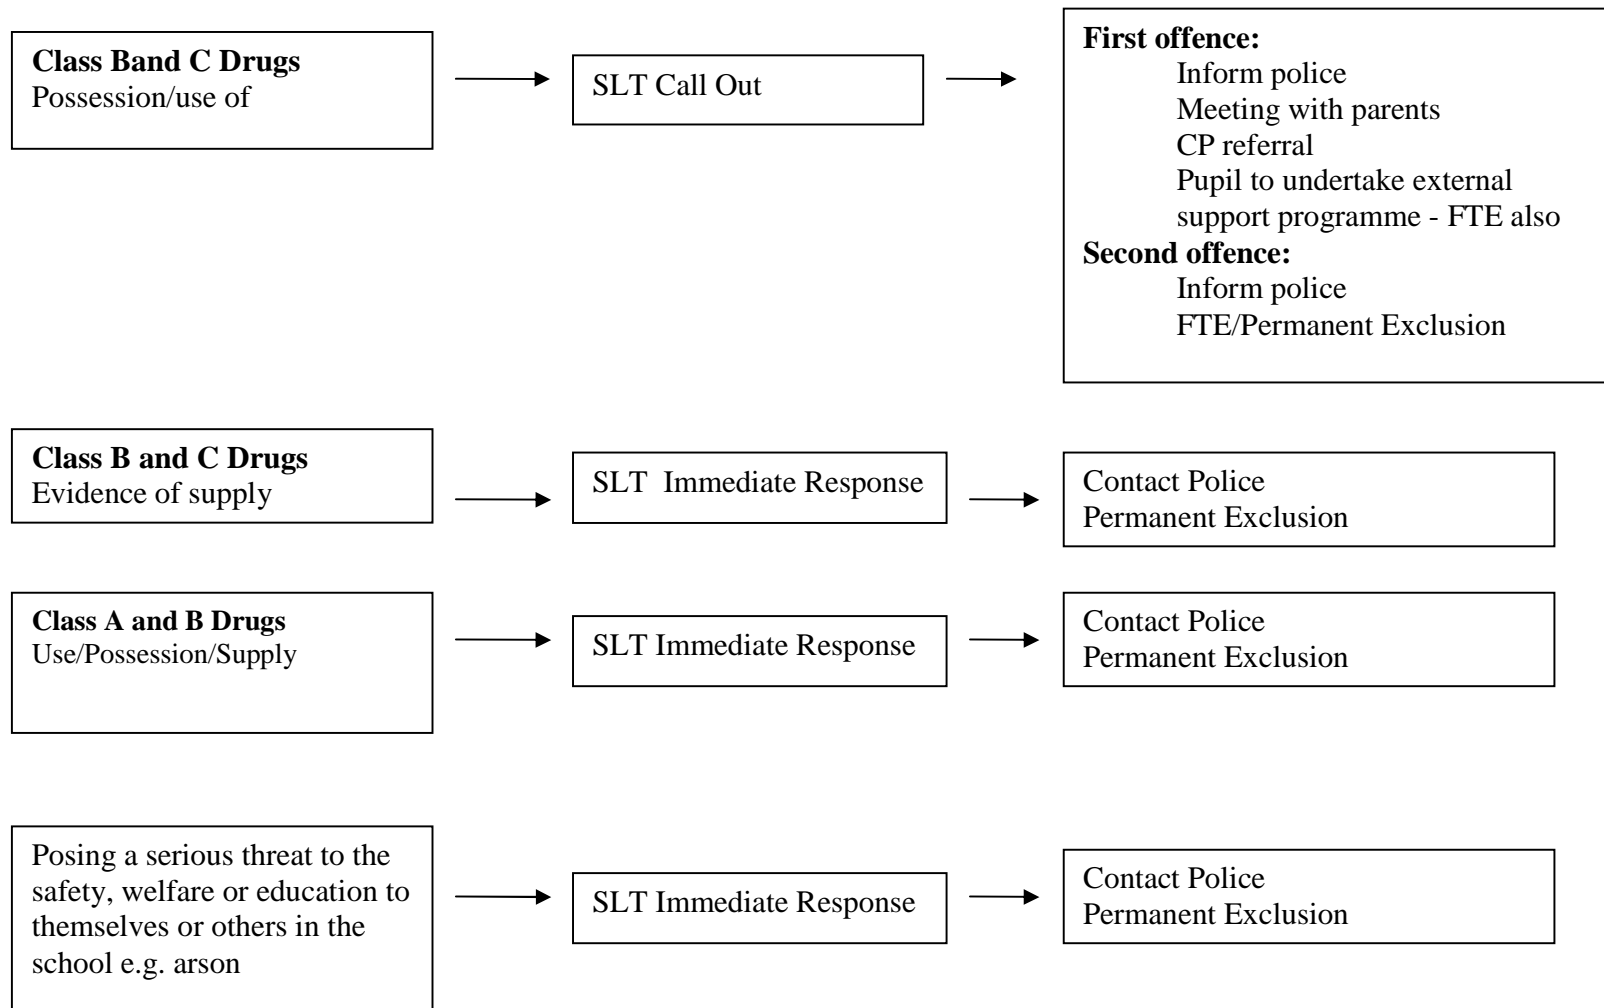 Class Band C Drugs
Possession/use of
SLT Call Out
First offence:
Inform police
Meeting with parents
CP referral
Pupil to undertake external
support programme - FTE also
Second offence:
Inform police
FTE/Permanent Exclusion
Class B and C Drugs
Evidence of supply
SLT  Immediate Response
Contact Police
Permanent Exclusion
Class A and B Drugs
Use/Possession/Supply
SLT Immediate Response
Contact Police
Permanent Exclusion
Posing a serious threat to the
safety, welfare or education to
themselves or others in the
school e.g. arson
SLT Immediate Response
Contact Police
Permanent Exclusion